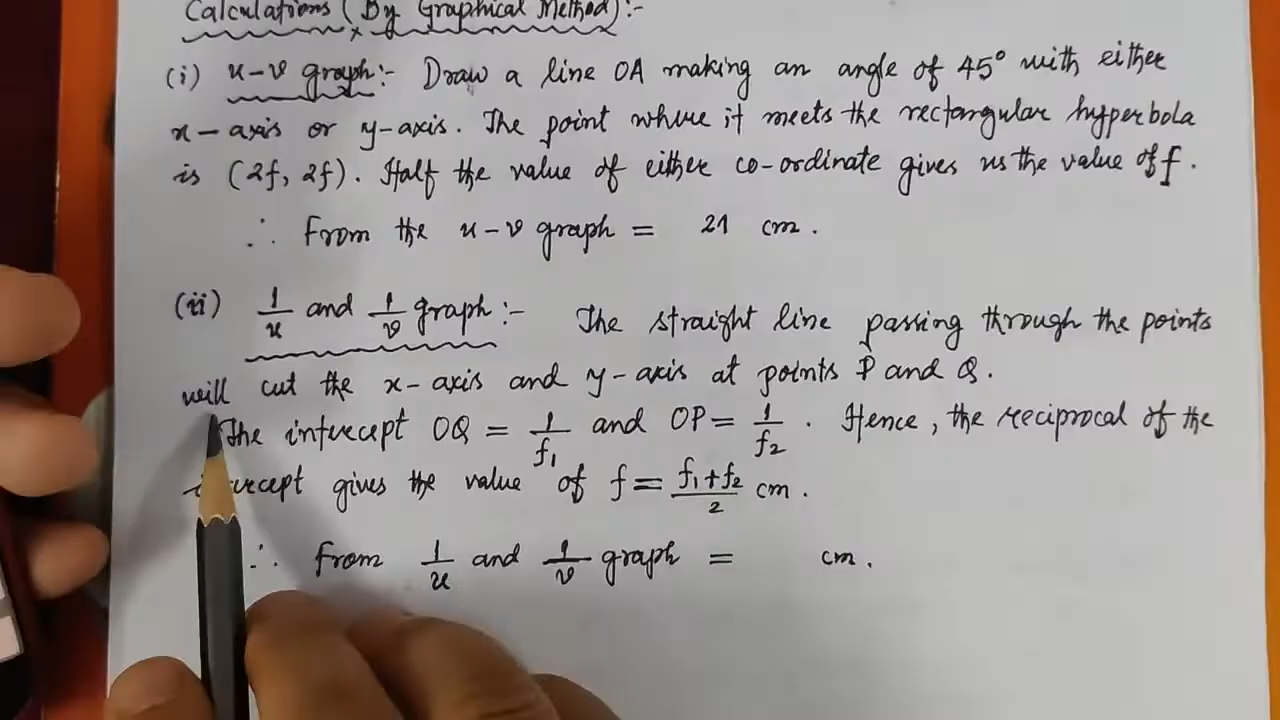 Calculations (By Graphical Method):-
(i) u-v graph:- Draw a line OA making an angle of 45° with either
x-axis or y-axis. The point where it meets the rectangular hyperbola
is (2f, 2f). Half the value of either co-ordinate gives us the value of f.
∴ From the u-v graph = 21 cm.
(ii) 1/u and 1/v graph:- The straight line passing through the points
will cut the x-axis and y-axis at points P and Q.
The intercept OQ = 1/f₁ and OP = 1/f₂. Hence, the reciprocal of the
gives the value of f = (f₁+f₂)/2 cm.
∴ From 1/u and 1/v graph = cm.